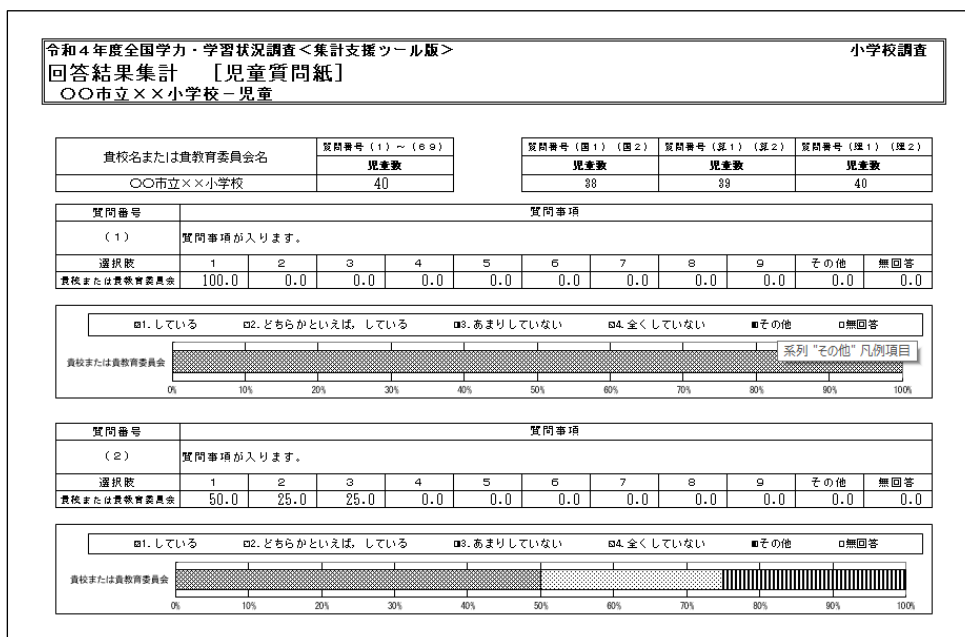 令和4年度全国学力・学習状況調査<集計支援ツール版> 小学校調査
回答結果集計 [児童質問紙]
〇〇市立××小学校-児童
貴校名または貴教育委員会名 質問番号(1)~(69) 質問番号(国1)(国2) 質問番号(算1)(算2) 質問番号(理1)(理2)
児童数 児童数 児童数 児童数
〇〇市立××小学校 40 38 39 40
質問番号 質問事項
(1) 質問事項が入ります。
選択肢 1 2 3 4 5 6 7 8 9 その他 無回答
貴校または貴教育委員会 100.0 0.0 0.0 0.0 0.0 0.0 0.0 0.0 0.0 0.0 0.0
1.している 2.どちらかといえば,している 3.あまりしていない 4.全くしていない その他 無回答
系列 "その他" 凡例項目
貴校または貴教育委員会
0% 10% 20% 30% 40% 50% 60% 70% 80% 90% 100%
質問番号 質問事項
(2) 質問事項が入ります。
選択肢 1 2 3 4 5 6 7 8 9 その他 無回答
貴校または貴教育委員会 50.0 25.0 25.0 0.0 0.0 0.0 0.0 0.0 0.0 0.0 0.0
1.している 2.どちらかといえば,している 3.あまりしていない 4.全くしていない その他 無回答
貴校または貴教育委員会
0% 10% 20% 30% 40% 50% 60% 70% 80% 90% 100%